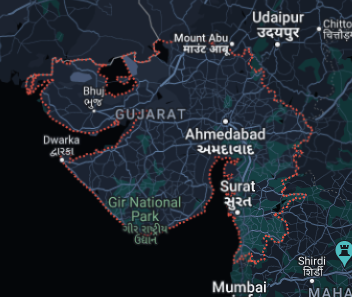 Udaipur
उदयपुर
Chitto
चित्तौड़
Mount Abu
माउंट आबू
Bhuj
ભુજ
GUJARAT
Ahmedabad
અમદાવાદ
Dwarka
દ્વારકા
Surat
સુરત
Gir National
Park
ગીર રાષ્ટ્રીય
ઉદ્યાન
Shirdi
शिर्डी
Mumbai
MAHA